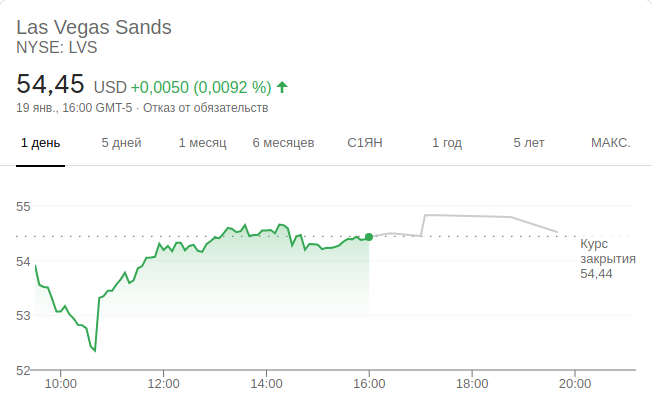 Las Vegas Sands
NYSE: LVS
54,45 USD +0,0050 (0,0092 %)
19 янв., 16:00 GMT-5 · Отказ от обязательств
1 день 5 дней 1 месяц 6 месяцев С1ЯН 1 год 5 лет МАКС.
55
Курс
закрытия
54,44
54
53
52
10:00 12:00 14:00 16:00 18:00 20:00